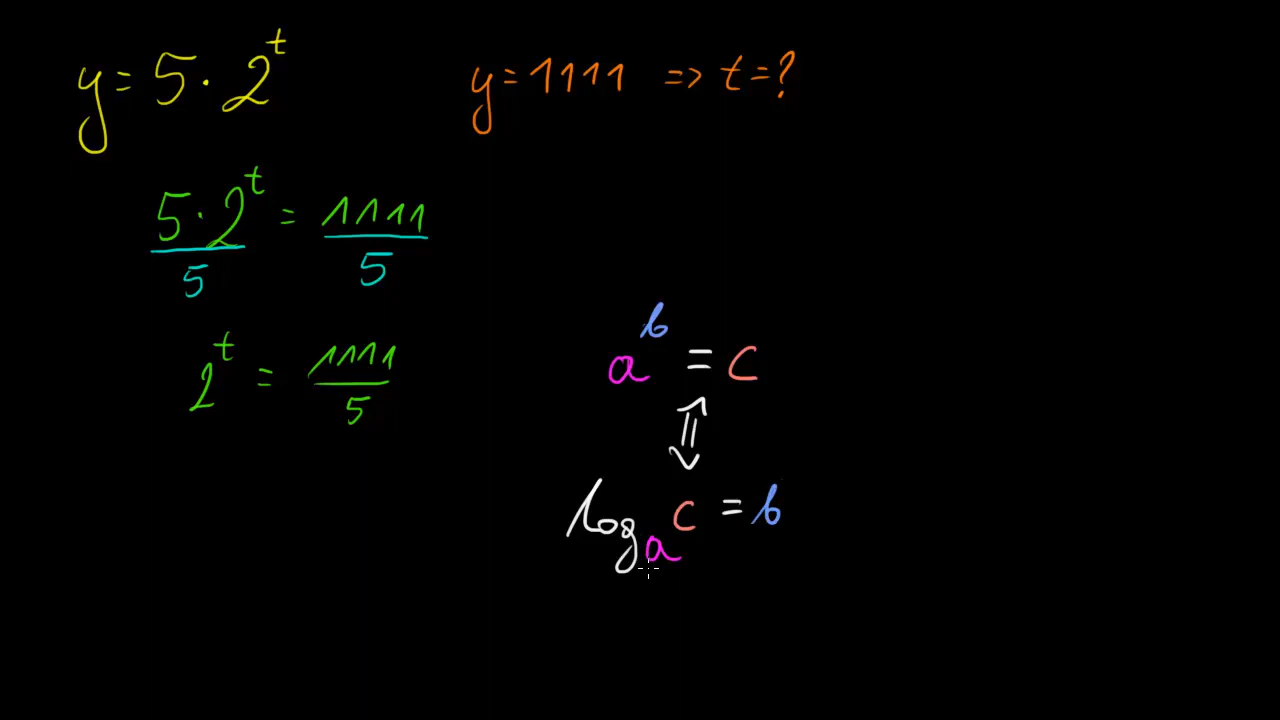 y = 5 · 2^t
y = 1111 => t = ?
5 · 2^t / 5 = 1111 / 5
2^t = 1111 / 5
a^b = c
⇕
log_a c = b